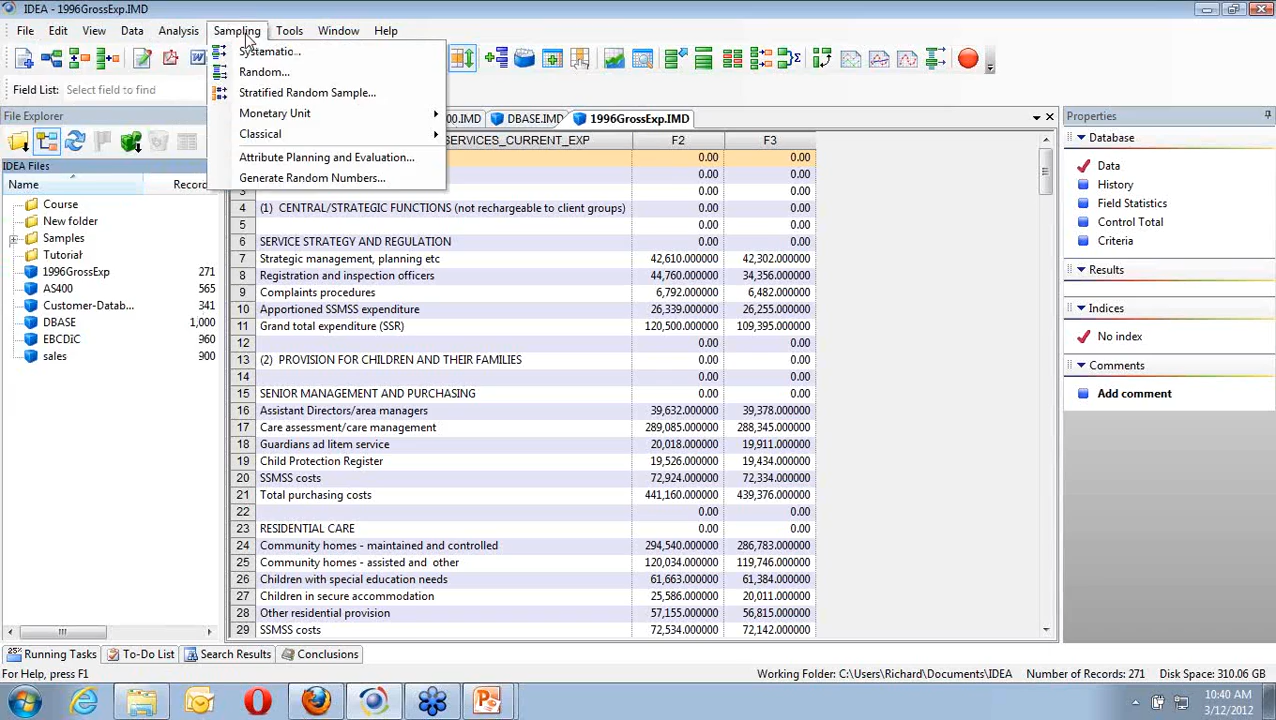 IDEA - 1996GrossExp.IMD
File Edit View Data Analysis Sampling Tools Window Help
Systematic...
Random...
Stratified Random Sample...
Monetary Unit
Classical
Attribute Planning and Evaluation...
Generate Random Numbers...
Field List: Select field to find
File Explorer
IDEA Files
Name Record
Course
New folder
Samples
Tutorial
1996GrossExp 271
AS400 565
Customer-Datab... 341
DBASE 1,000
EBCDiC 360
sales 900
00.IMD DBASE.IMD 1996GrossExp.IMD
SERVICES_CURRENT_EXP F2 F3
0.00 0.00
0.00 0.00
3 0.00 0.00
4 (1) CENTRAL/STRATEGIC FUNCTIONS (not rechargeable to client groups) 0.00 0.00
5 0.00 0.00
6 SERVICE STRATEGY AND REGULATION 0.00 0.00
7 Strategic management, planning etc 42,610.000000 42,302.000000
8 Registration and inspection officers 44,760.000000 34,356.000000
9 Complaints procedures 6,792.000000 6,482.000000
10 Apportioned SSMSS expenditure 26,339.000000 26,255.000000
11 Grand total expenditure (SSR) 120,500.000000 109,395.000000
12 0.00 0.00
13 (2) PROVISION FOR CHILDREN AND THEIR FAMILIES 0.00 0.00
14 0.00 0.00
15 SENIOR MANAGEMENT AND PURCHASING 0.00 0.00
16 Assistant Directors/area managers 39,632.000000 39,378.000000
17 Care assessment/care management 289,085.000000 288,345.000000
18 Guardians ad litem service 20,018.000000 19,911.000000
19 Child Protection Register 19,526.000000 19,434.000000
20 SSMSS costs 72,924.000000 72,334.000000
21 Total purchasing costs 441,160.000000 439,376.000000
22 0.00 0.00
23 RESIDENTIAL CARE 0.00 0.00
24 Community homes - maintained and controlled 294,540.000000 286,783.000000
25 Community homes - assisted and other 120,034.000000 119,746.000000
26 Children with special education needs 61,663.000000 61,384.000000
27 Children in secure accommodation 25,586.000000 20,011.000000
28 Other residential provision 57,155.000000 56,815.000000
29 SSMSS costs 72,534.000000 72,142.000000
Properties
Database
Data
History
Field Statistics
Control Total
Criteria
Results
Indices
No index
Comments
Add comment
Running Tasks To-Do List Search Results Conclusions
For Help, press F1 Working Folder: C:\Users\Richard\Documents\IDEA Number of Records: 271 Disk Space: 310.06 GB
10:40 AM
3/12/2012